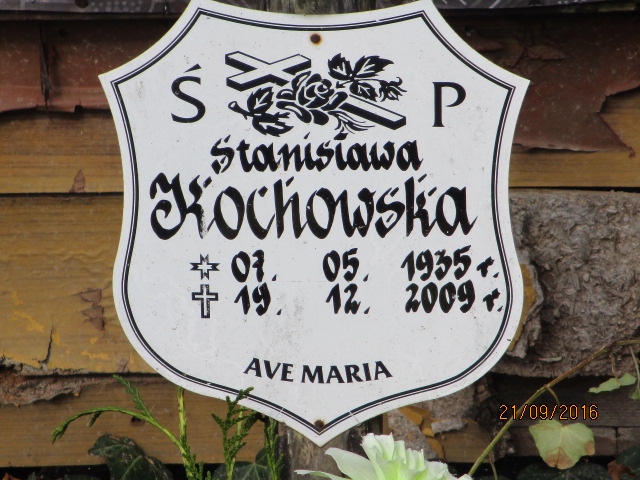 Ś P
Stanisława
Kochowska
07. 05. 1935 r.
19. 12. 2009 r.
AVE MARIA
21/09/2016